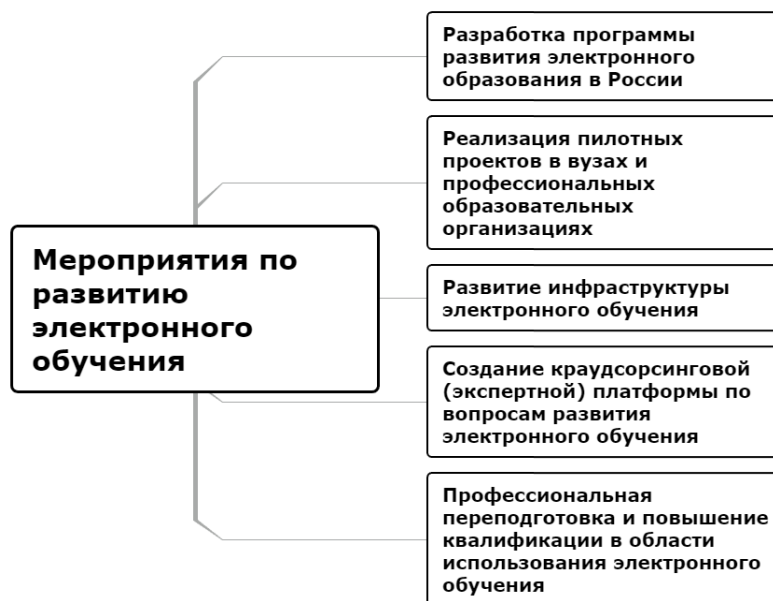 Мероприятия по
развитию
электронного
обучения
Разработка программы
развития электронного
образования в России
Реализация пилотных
проектов в вузах и
профессиональных
образовательных
организациях
Развитие инфраструктуры
электронного обучения
Создание краудсорсинговой
(экспертной) платформы по
вопросам развития
электронного обучения
Профессиональная
переподготовка и повышение
квалификации в области
использования электронного
обучения